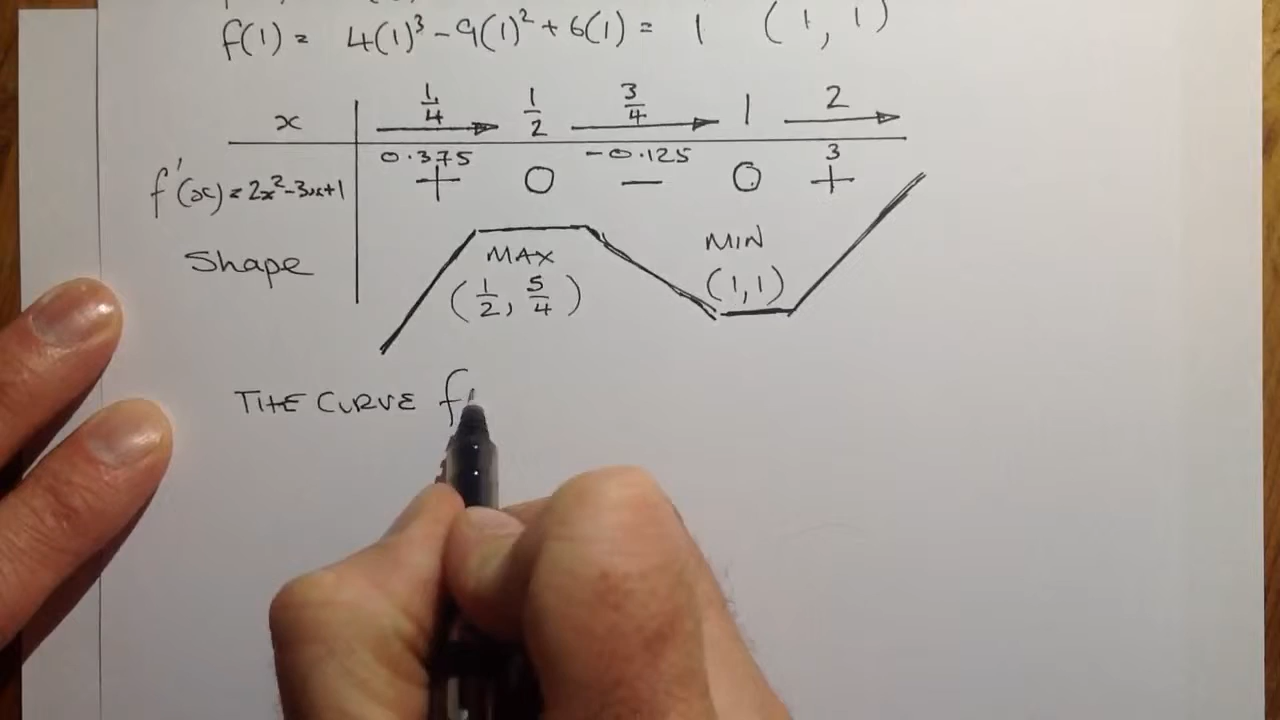 f(1) = 4(1)³ - 9(1)² + 6(1) = 1 (1, 1)
x 1/4 1/2 3/4 1 2
0.375 -0.125 3
f'(x) = 2x²-3x+1 + 0 - 0 +
Shape MAX MIN
(1/2, 5/4) (1,1)
THE CURVE f